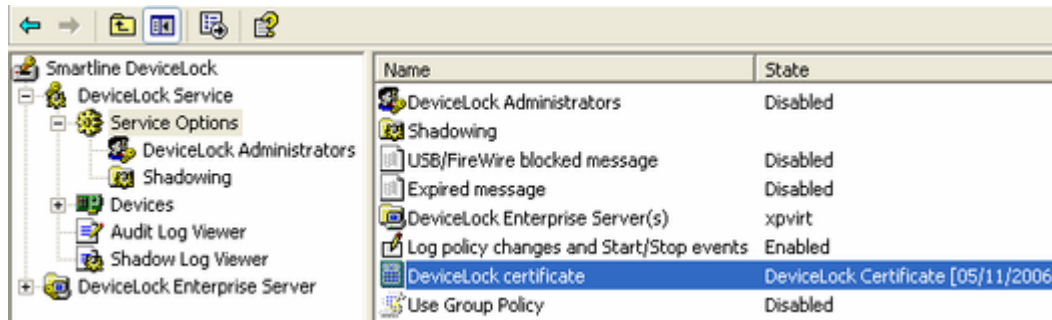 Smartline DeviceLock
DeviceLock Service
Service Options
DeviceLock Administrators
Shadowing
Devices
Audit Log Viewer
Shadow Log Viewer
DeviceLock Enterprise Server
Name State
DeviceLock Administrators Disabled
Shadowing
USB/FireWire blocked message Disabled
Expired message Disabled
DeviceLock Enterprise Server(s) xpvirt
Log policy changes and Start/Stop events Enabled
DeviceLock certificate DeviceLock Certificate [05/11/2006
Use Group Policy Disabled